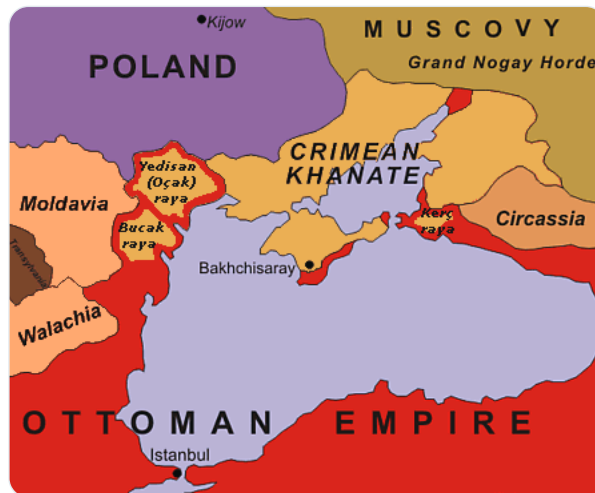 Kijow
MUSCOVY
Grand Nogay Horde
POLAND
CRIMEAN
KHANATE
Yedisan
(Oçak)
raya
Moldavia
Bucak
raya
Kerç
raya
Circassia
Transylvania
Bakhchisaray
Walachia
OTTOMAN EMPIRE
Istanbul